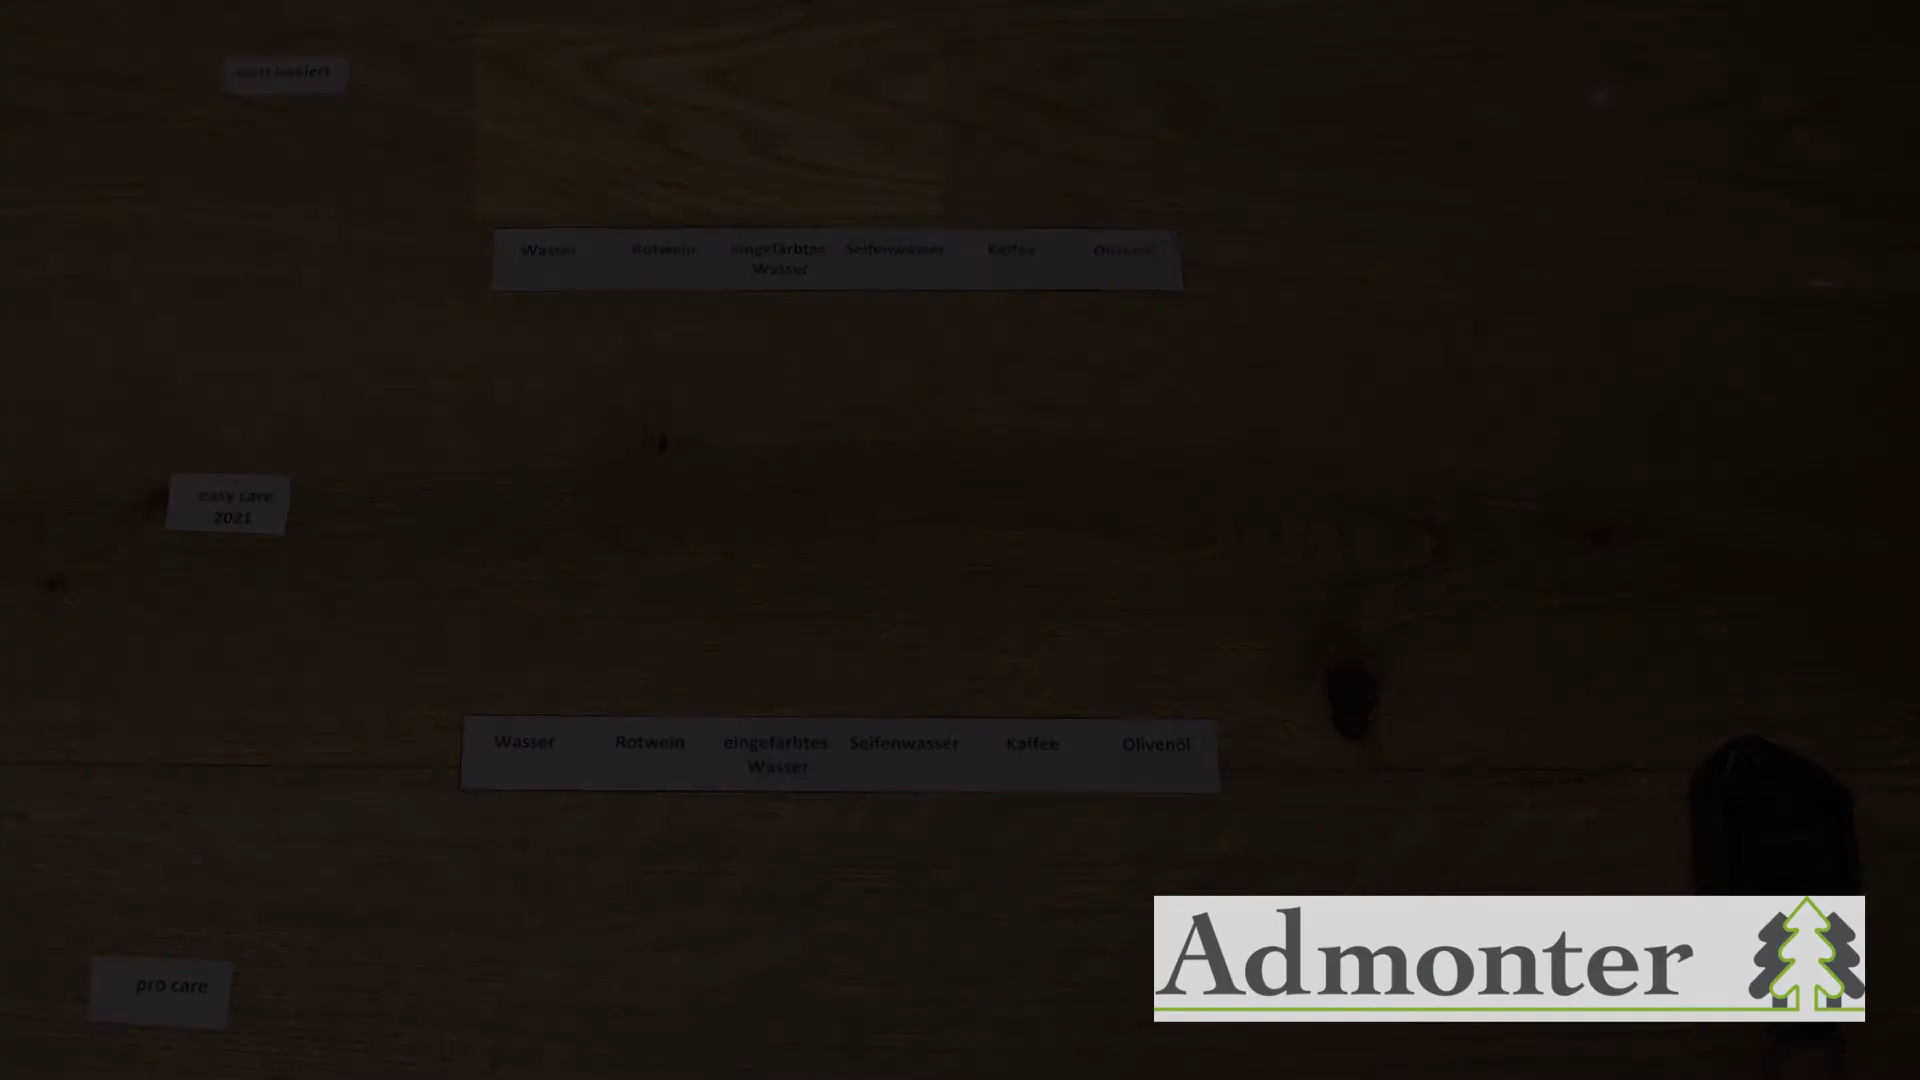 matt lackiert
Wasser Rotwein eingefärbtes Seifenwasser Kaffee Olivenöl
Wasser
easy care
2021
Wasser Rotwein eingefärbtes Seifenwasser Kaffee Olivenöl
Wasser
pro care
Admonter